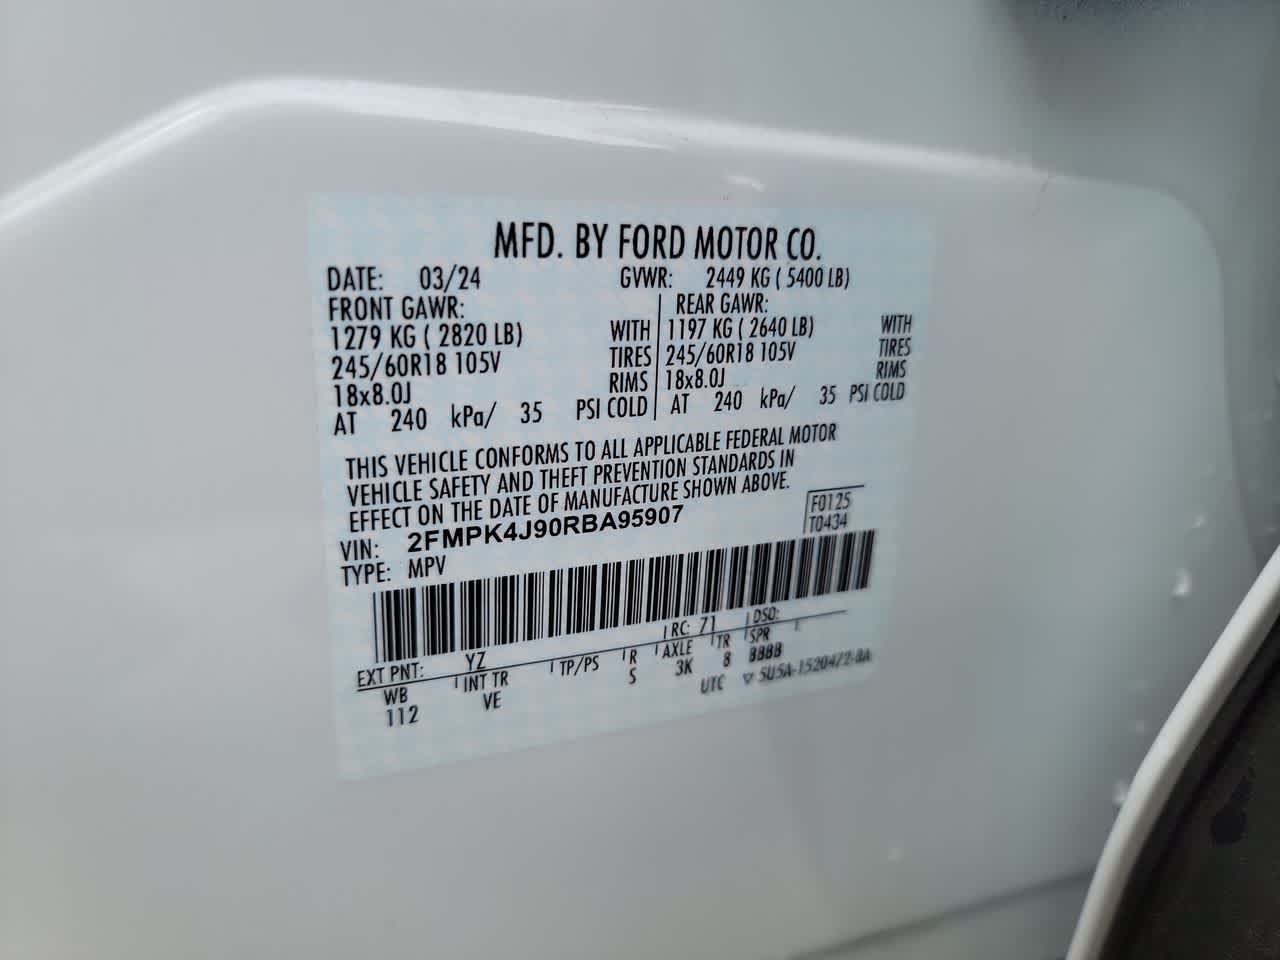 MFD. BY FORD MOTOR CO.
DATE: 03/24 GVWR: 2449 KG ( 5400 LB)
FRONT GAWR: REAR GAWR:
1279 KG ( 2820 LB) WITH 1197 KG ( 2640 LB) WITH
245/60R18 105V TIRES 245/60R18 105V TIRES
18x8.0J RIMS 18x8.0J RIMS
AT 240 kPa/ 35 PSI COLD AT 240 kPa/ 35 PSI COLD
THIS VEHICLE CONFORMS TO ALL APPLICABLE FEDERAL MOTOR
VEHICLE SAFETY AND THEFT PREVENTION STANDARDS IN
EFFECT ON THE DATE OF MANUFACTURE SHOWN ABOVE.
VIN: 2FMPK4J90RBA95907 F0125
TYPE: MPV T0434
EXT PNT: YZ RC: 71 DSO:
WB INT TR TP/PS R AXLE TR SPR
112 VE S 3K 8 BBBB
UTC ▽ 5U5A-1520472-BA